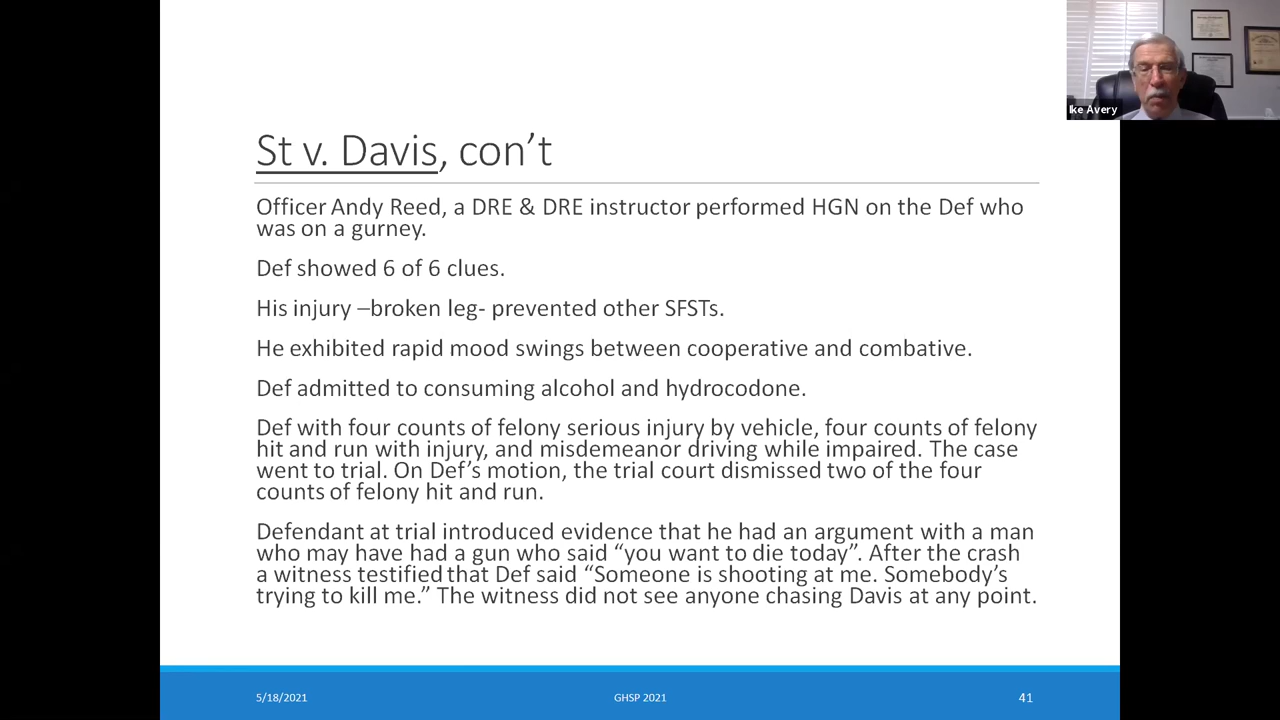 Ike Avery
St v. Davis, con’t
Officer Andy Reed, a DRE & DRE instructor performed HGN on the Def who
was on a gurney.
Def showed 6 of 6 clues.
His injury –broken leg- prevented other SFSTs.
He exhibited rapid mood swings between cooperative and combative.
Def admitted to consuming alcohol and hydrocodone.
Def with four counts of felony serious injury by vehicle, four counts of felony
hit and run with injury, and misdemeanor driving while impaired. The case
went to trial. On Def’s motion, the trial court dismissed two of the four
counts of felony hit and run.
Defendant at trial introduced evidence that he had an argument with a man
who may have had a gun who said “you want to die today”. After the crash
a witness testified that Def said “Someone is shooting at me. Somebody’s
trying to kill me.” The witness did not see anyone chasing Davis at any point.
5/18/2021
GHSP 2021
41